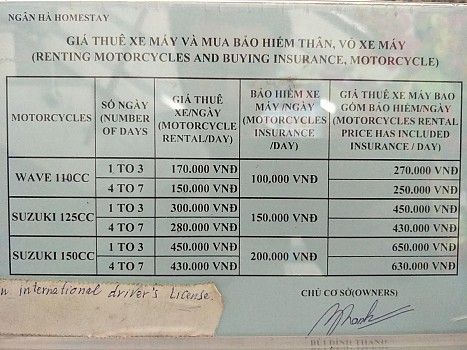 NGÂN HÀ HOMESTAY
GIÁ THUÊ XE MÁY VÀ MUA BẢO HIỂM THÂN, VỎ XE MÁY
(RENTING MOTORCYCLES AND BUYING INSURANCE, MOTORCYCLE)
MOTORCYCLES
SỐ NGÀY
(NUMBER
OF DAYS
GIÁ THUÊ
XE/NGÀY
(MOTORCYCLE
RENTAL/DAY)
BẢO HIỂM XE
MÁY /NGÀY
(MOTORCYCLES
INSURANCE
/DAY)
GIÁ THUÊ XE MÁY BAO
GỒM BẢO HIỂM/NGÀY
(MOTORCYCLES RENTAL
PRICE HAS INCLUDED
INSURANCE / DAY)
WAVE 110CC
1 TO 3 170.000 VNĐ
4 TO 7 150.000 VNĐ
100,000 VNĐ
270.000 VNĐ
250.000 VNĐ
SUZUKI 125CC
1 TO 3 300.000 VNĐ
4 TO 7 280.000 VNĐ
150.000 VNĐ
450.000 VNĐ
430.000 VNĐ
SUZUKI 150CC
1 TO 3 450.000 VNĐ
4 TO 7 430.000 VNĐ
200.000 VNĐ
650.000 VNĐ
630.000 VNĐ
international driver's License.
CHỦ CƠ SỞ(OWNERS)
BÙI ĐÌNH THANH